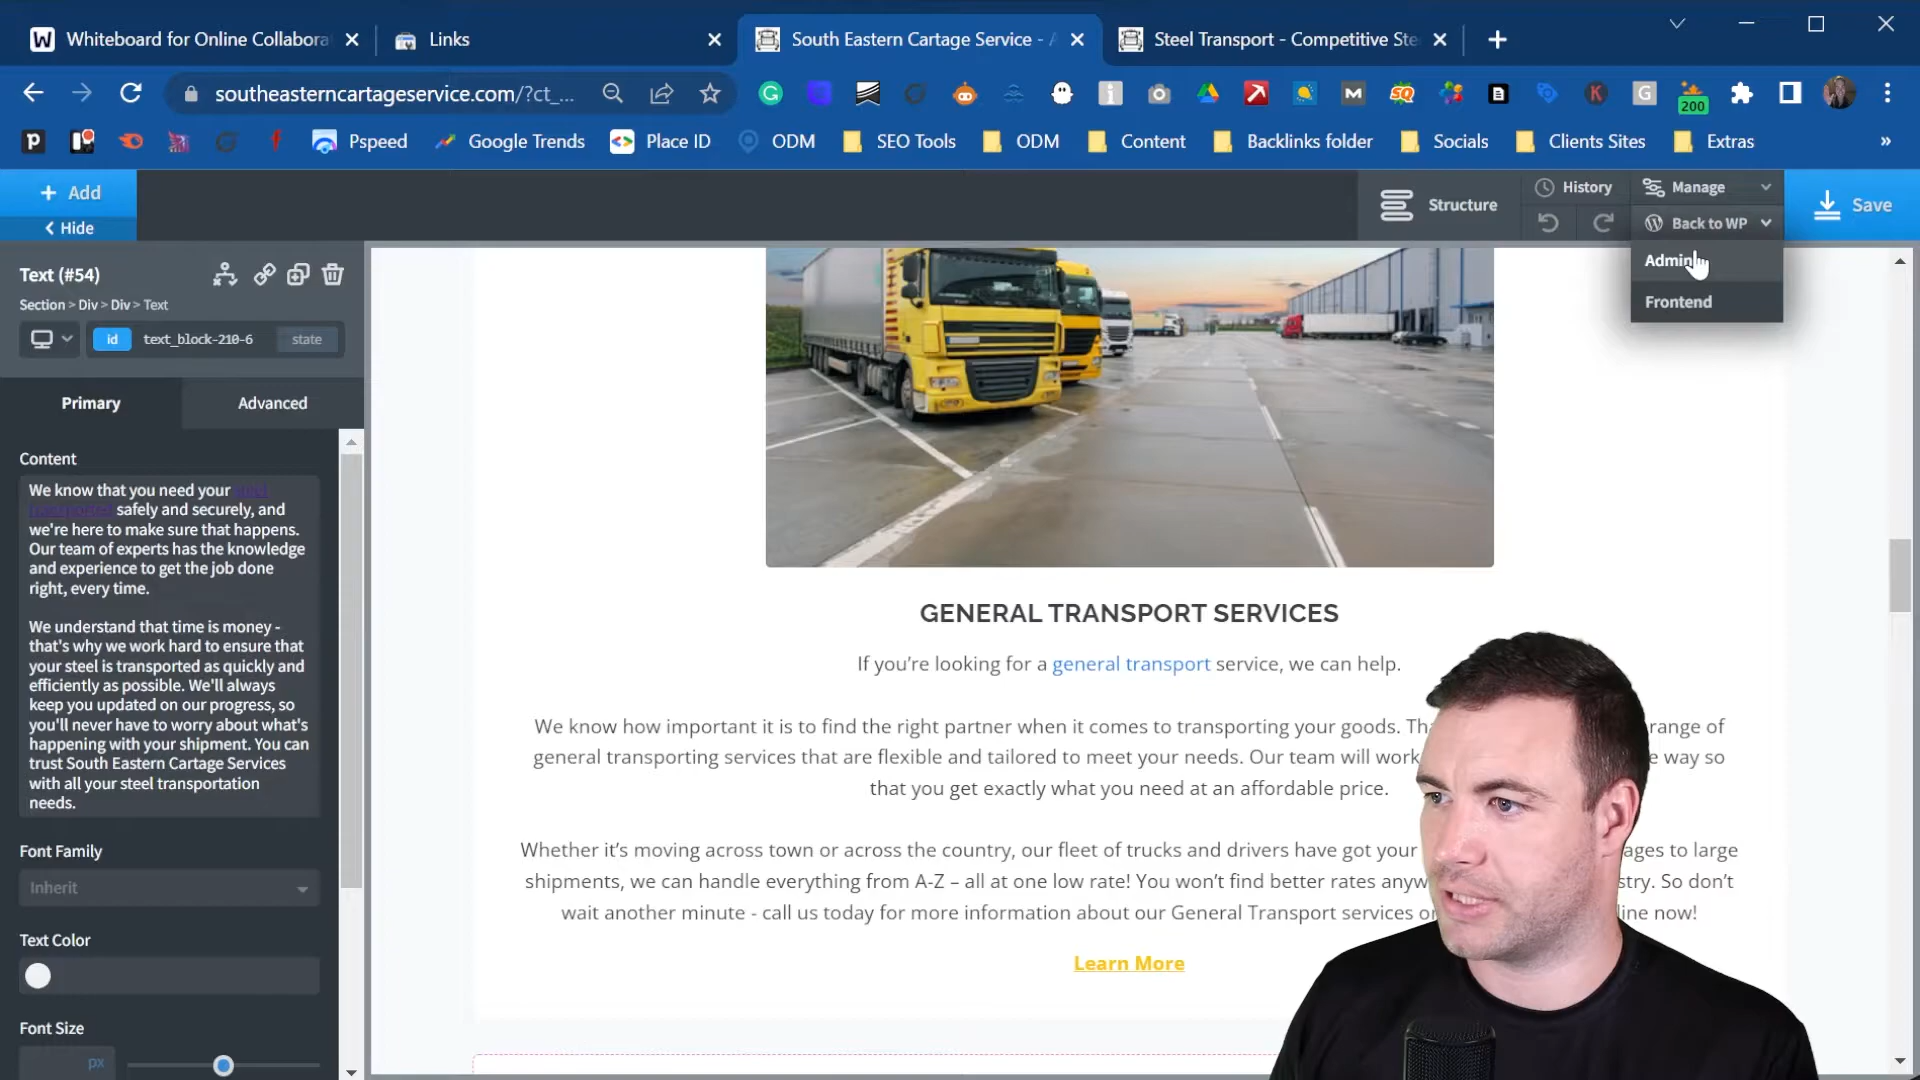 W Whiteboard for Online Collabora
Links
South Eastern Cartage Service - A
Steel Transport - Competitive Ste
southeasterncartageservice.com/?ct_...
200
Pspeed
Google Trends
Place ID
ODM
SEO Tools
ODM
Content
Backlinks folder
Socials
Clients Sites
Extras
»
+ Add
Hide
Structure
History
Manage
Back to WP
Save
Admin
Frontend
Text (#54)
Section > Div > Div > Text
id text_block-210-6 state
Primary
Advanced
Content
We know that you need your steel
transported safely and securely, and
we're here to make sure that happens.
Our team of experts has the knowledge
and experience to get the job done
right, every time.
We understand that time is money -
that's why we work hard to ensure that
your steel is transported as quickly and
efficiently as possible. We'll always
keep you updated on our progress, so
you'll never have to worry about what's
happening with your shipment. You can
trust South Eastern Cartage Services
with all your steel transportation
needs.
Font Family
Inherit
Text Color
Font Size
px
GENERAL TRANSPORT SERVICES
If you're looking for a general transport service, we can help.
We know how important it is to find the right partner when it comes to transporting your goods. Th range of
general transporting services that are flexible and tailored to meet your needs. Our team will work e way so
that you get exactly what you need at an affordable price.
Whether it's moving across town or across the country, our fleet of trucks and drivers have got your ages to large
shipments, we can handle everything from A-Z – all at one low rate! You won't find better rates anyw stry. So don't
wait another minute - call us today for more information about our General Transport services or line now!
Learn More